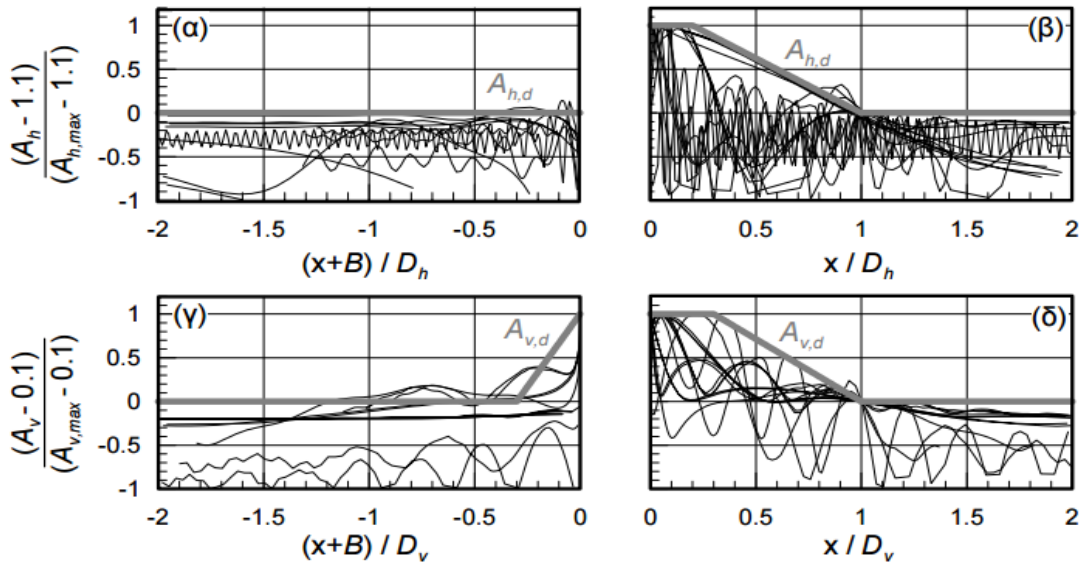 (α)
(A_h - 1.1)
(A_h,max - 1.1)
1
0.5
0
-0.5
-1
A_h,d
-2 -1.5 -1 -0.5 0
(x+B) / D_h
(β)
A_h,d
0 0.5 1 1.5 2
x / D_h
(γ)
(A_v - 0.1)
(A_v,max - 0.1)
1
0.5
0
-0.5
-1
A_v,d
-2 -1.5 -1 -0.5 0
(x+B) / D_v
(δ)
A_v,d
0 0.5 1 1.5 2
x / D_v